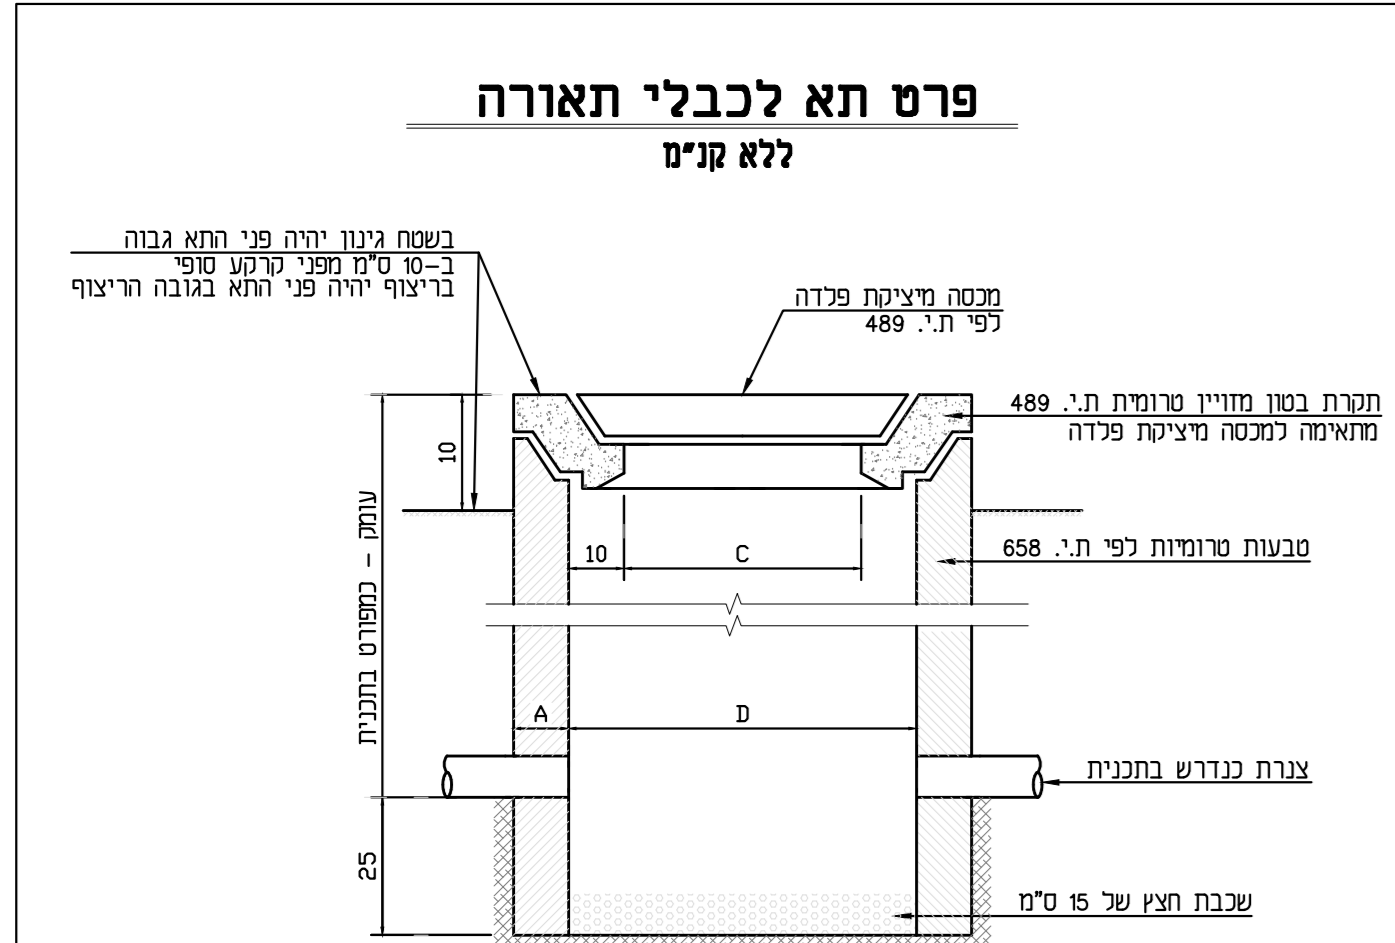 פרט תא לכבלי תאורה
ללא קנ"מ
בשטח גינון יהיה פני התא גבוה
ב-10 ס"מ מפני קרקע סופי
בריצוף יהיה פני התא בגובה הריצוף
מכסה מיציקת פלדה
לפי ת.י. 489
תקרת בטון מזויין טרומית ת.י. 489
מתאימה למכסה מיציקת פלדה
10
טבעות טרומיות לפי ת.י. 658
10
C
עומק - כמפורט בתכנית
A
D
צנרת כנדרש בתכנית
25
שכבת חצץ של 15 ס"מ